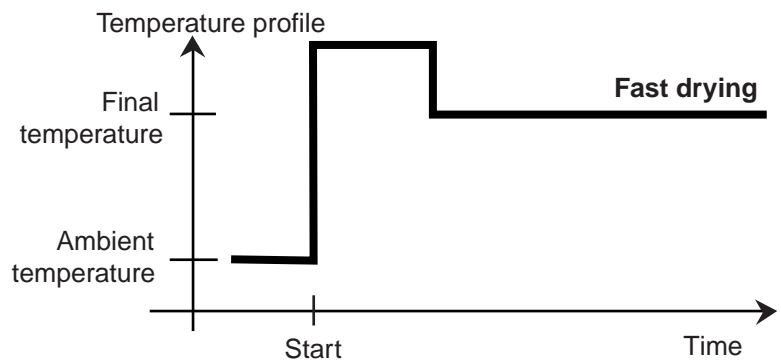 Temperature profile
Final
temperature
Fast drying
Ambient
temperature
Start
Time